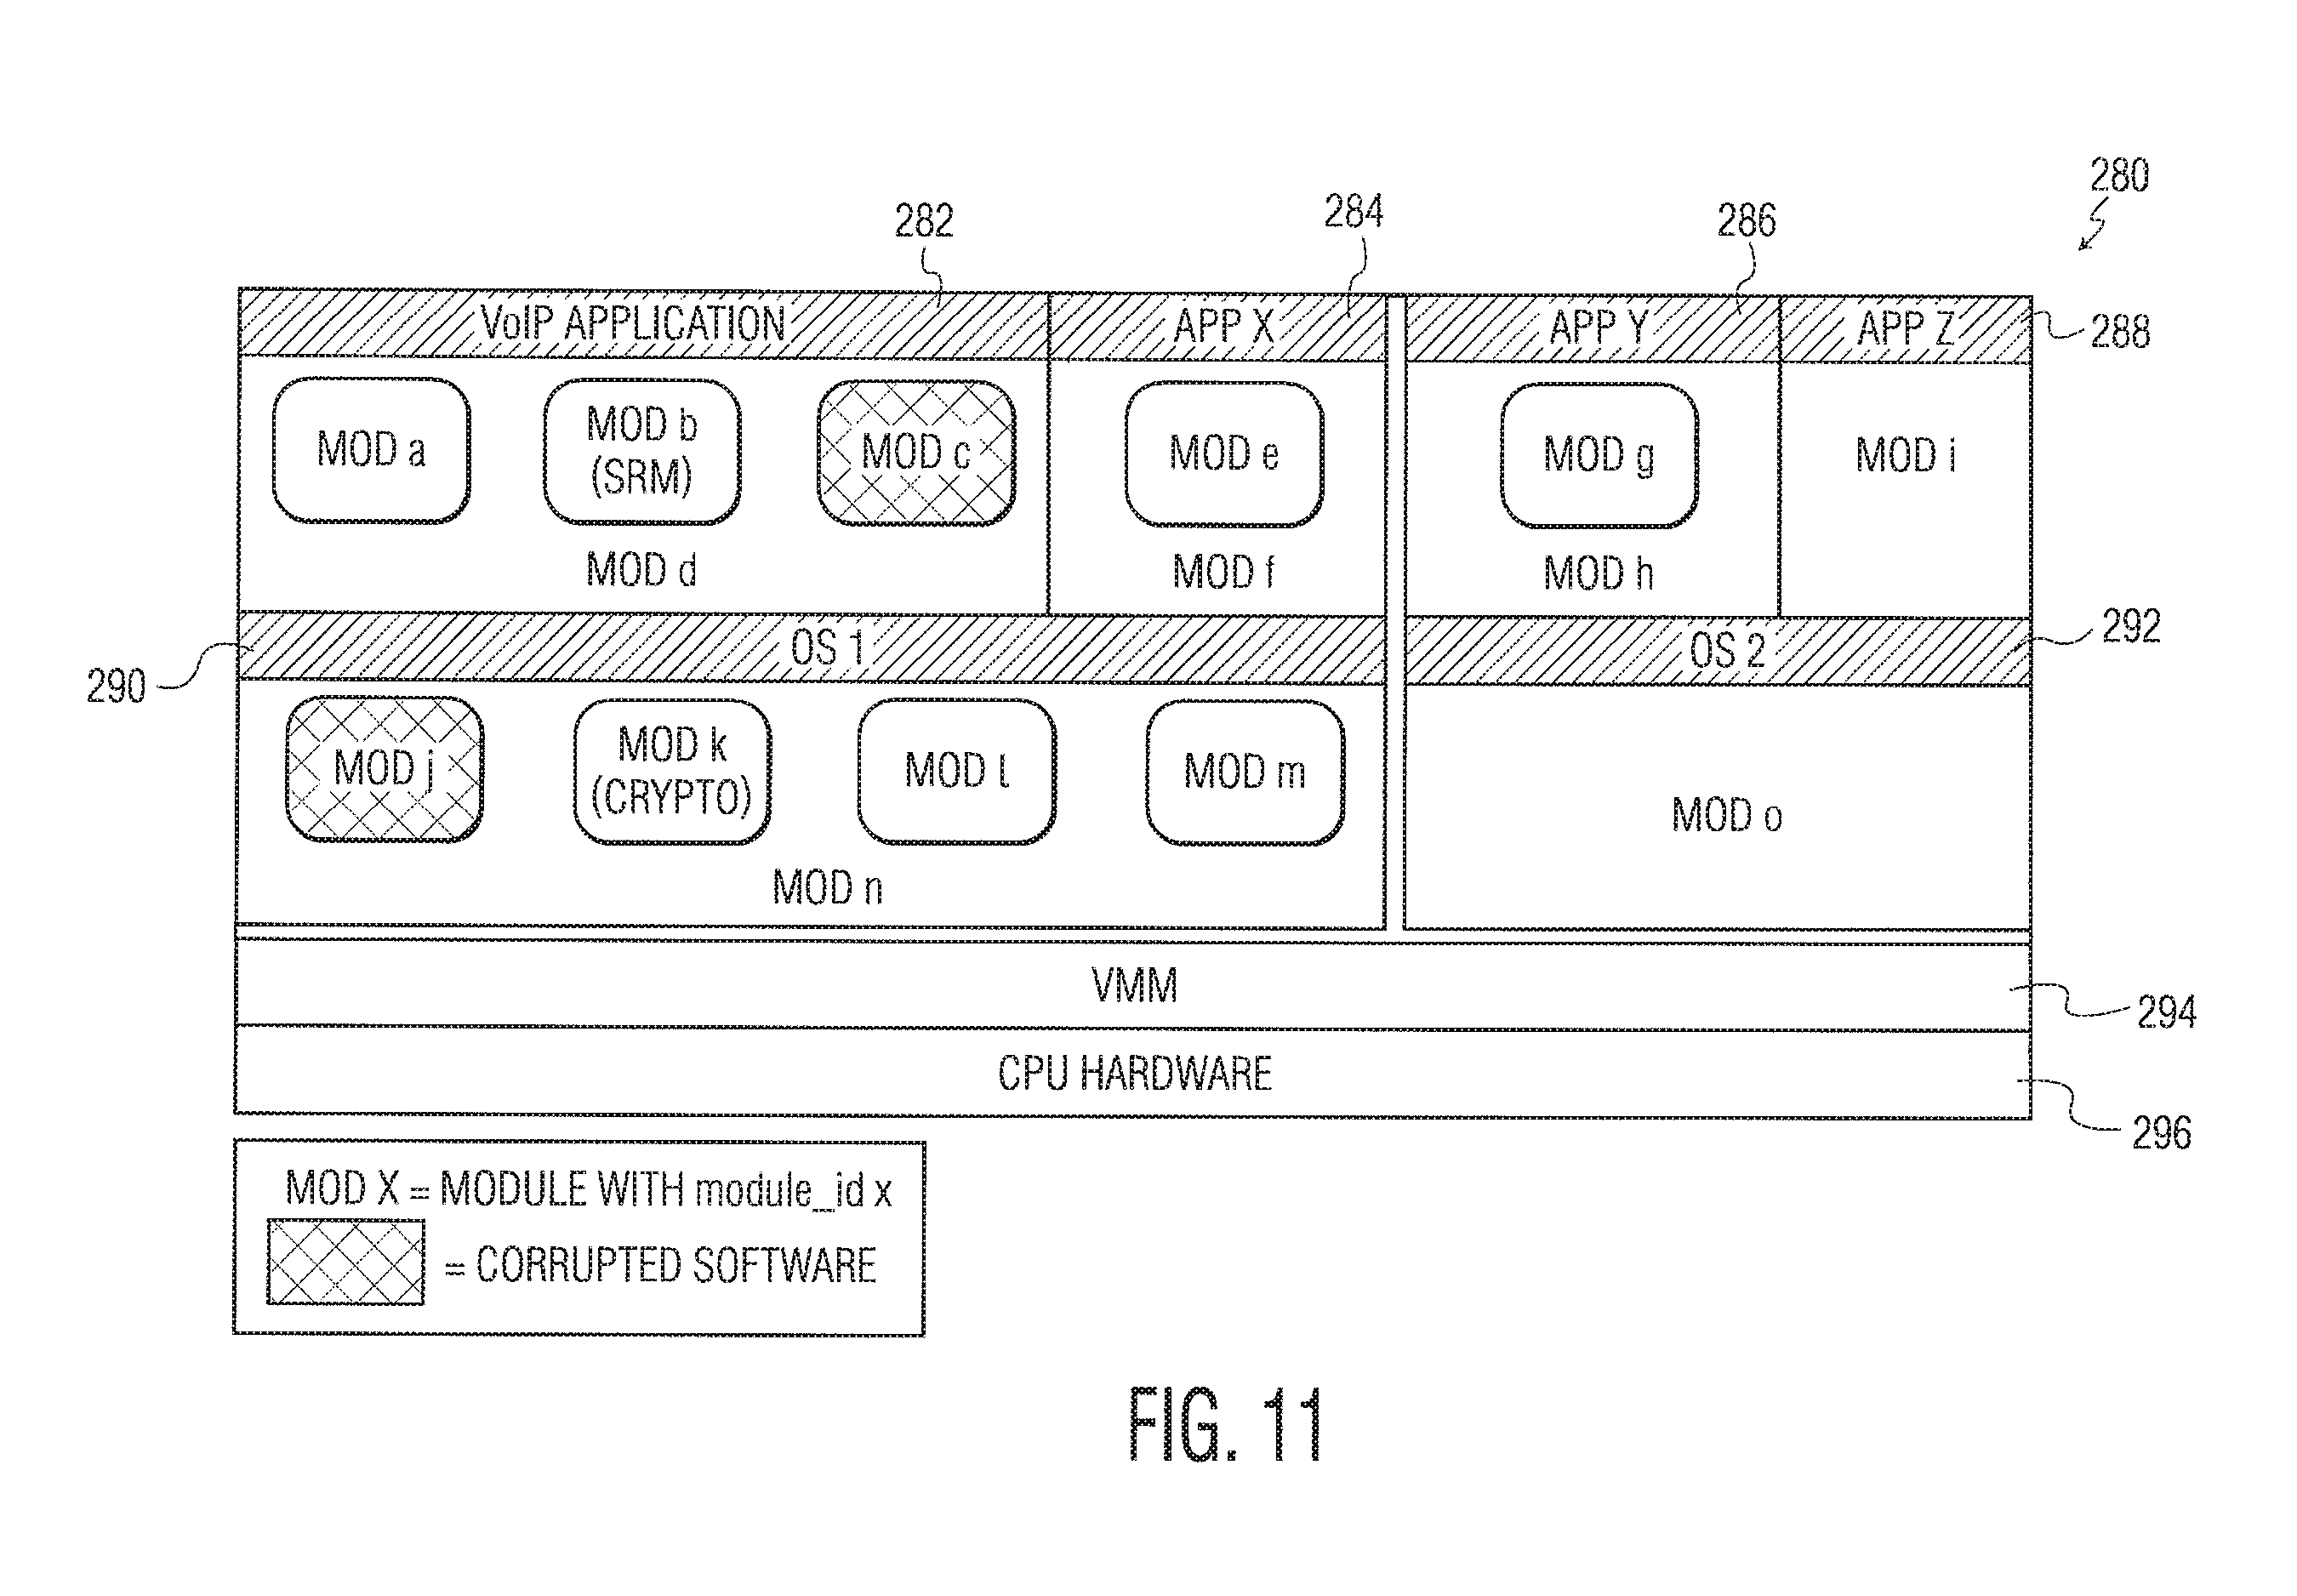 280
282
284
286
VoIP APPLICATION
APP X
APP Y
APP Z
288
MOD a
MOD b
(SRM)
MOD c
MOD e
MOD g
MOD i
MOD d
MOD f
MOD h
290
OS 1
OS 2
292
MOD j
MOD k
(CRYPTO)
MOD l
MOD m
MOD o
MOD n
VMM
294
CPU HARDWARE
296
MOD X = MODULE WITH module_id x
= CORRUPTED SOFTWARE
FIG. 11